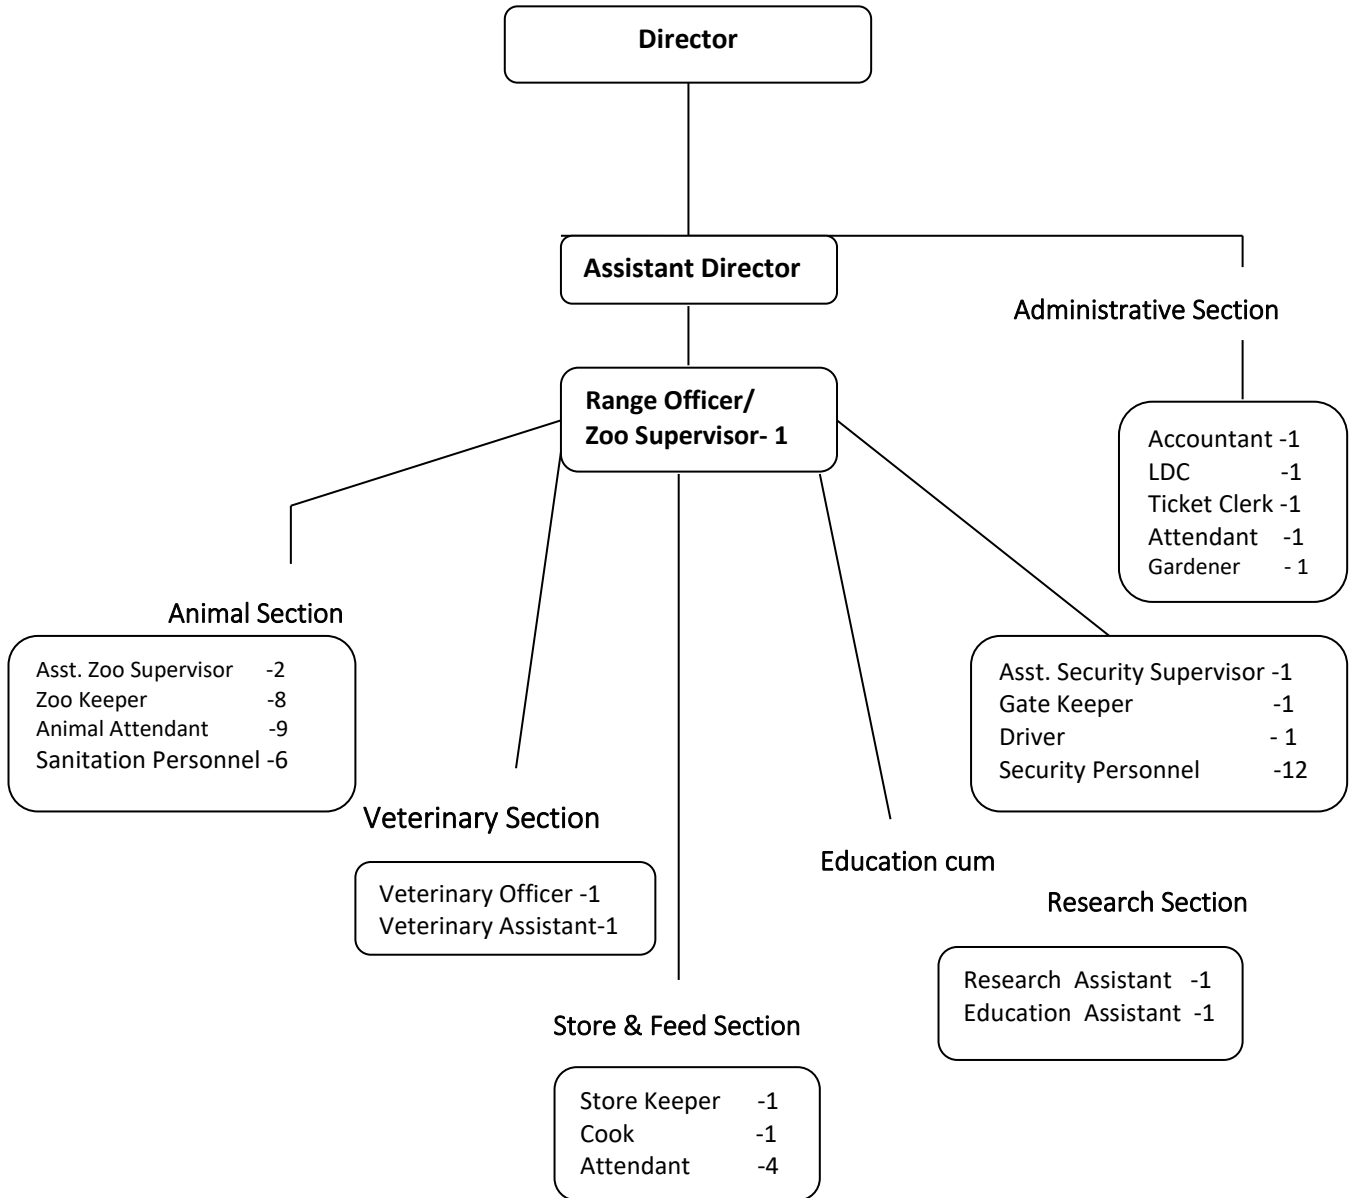 Director
Assistant Director
Administrative Section
Range Officer/
Zoo Supervisor- 1
Accountant -1
LDC -1
Ticket Clerk -1
Attendant -1
Gardener - 1
Animal Section
Asst. Zoo Supervisor -2
Zoo Keeper -8
Animal Attendant -9
Sanitation Personnel -6
Asst. Security Supervisor -1
Gate Keeper -1
Driver - 1
Security Personnel -12
Veterinary Section
Veterinary Officer -1
Veterinary Assistant-1
Education cum
Research Section
Research Assistant -1
Education Assistant -1
Store & Feed Section
Store Keeper -1
Cook -1
Attendant -4